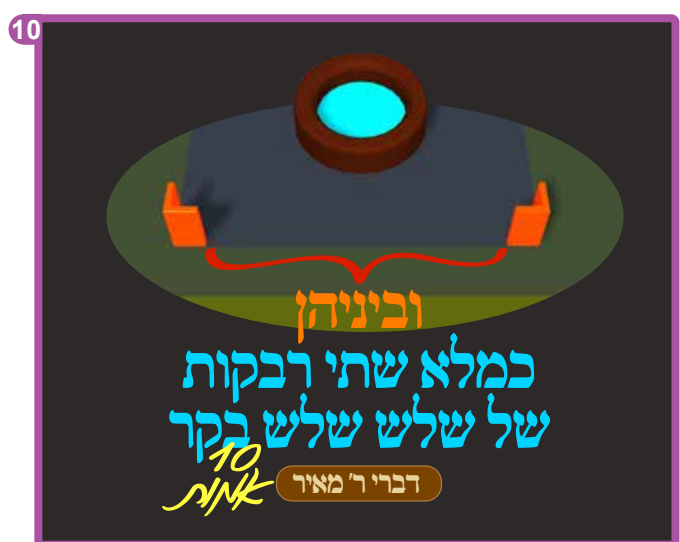 10
וביניהן
כמלא שתי רבקות
של שלש שלש בקר
10
אמות
דברי ר' מאיר